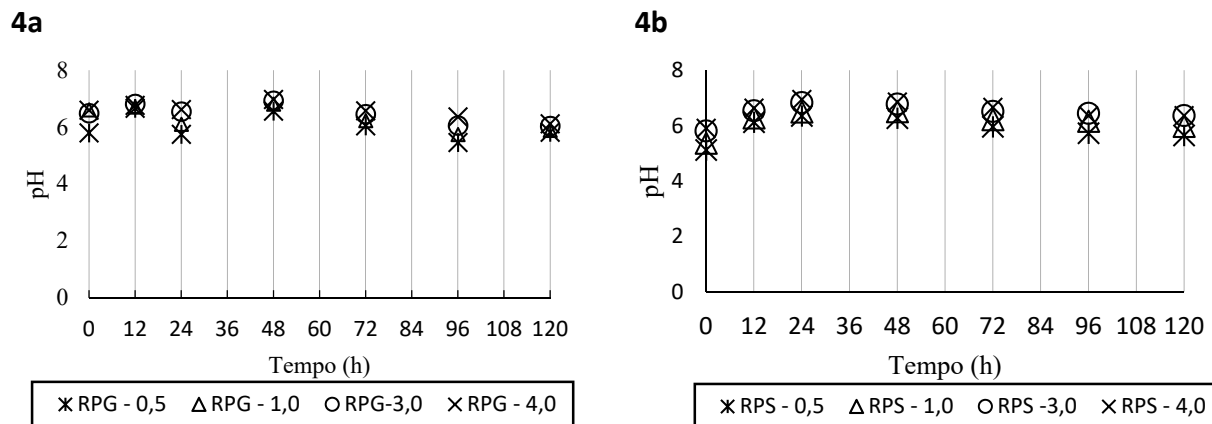 4a
8
6
4
2
0
pH
0 12 24 36 48 60 72 84 96 108 120
Tempo (h)
RPG - 0,5 RPG - 1,0 RPG-3,0 RPG - 4,0
4b
8
6
4
2
0
pH
0 12 24 36 48 60 72 84 96 108 120
Tempo (h)
RPS - 0,5 RPS - 1,0 RPS -3,0 RPS - 4,0